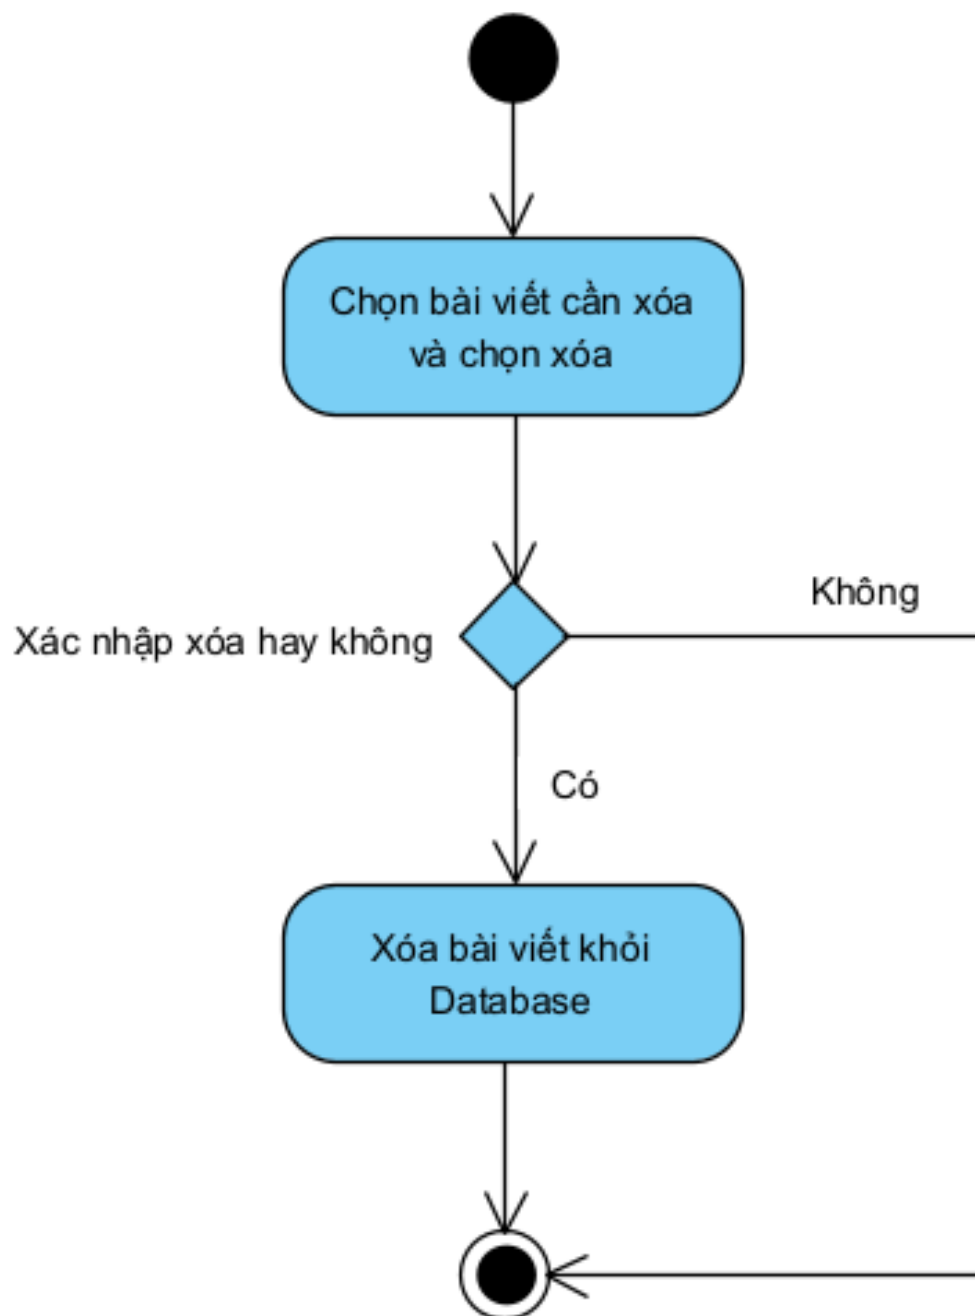 Chọn bài viết cần xóa
và chọn xóa
Không
Xác nhập xóa hay không
Có
Xóa bài viết khỏi
Database